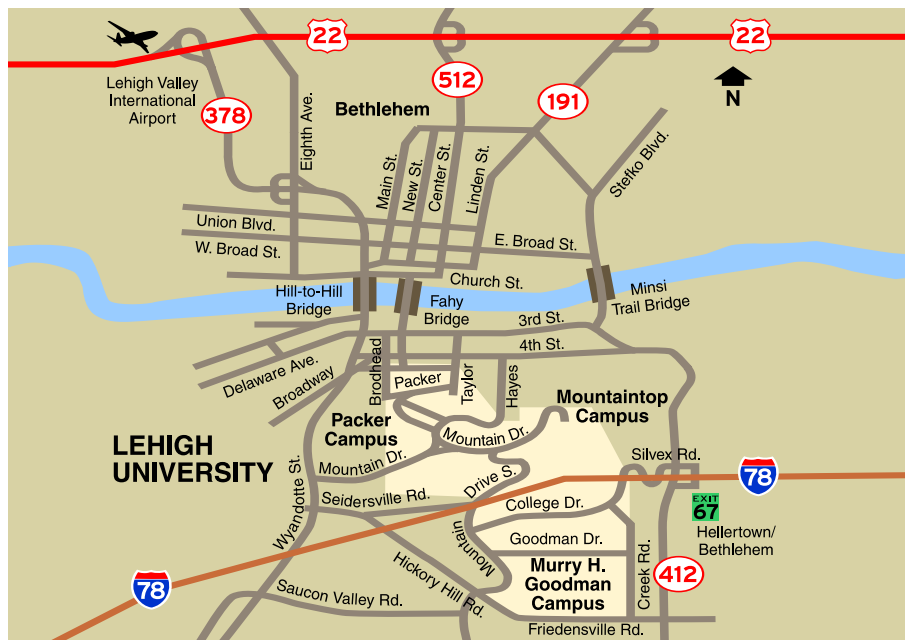 22
22
Lehigh Valley
International
Airport
378
512
191
N
Bethlehem
Eighth Ave.
Main St.
New St.
Center St.
Linden St.
Stefko Blvd.
Union Blvd.
W. Broad St.
E. Broad St.
Church St.
Hill-to-Hill
Bridge
Fahy
Bridge
Minsi
Trail Bridge
3rd St.
4th St.
Delaware Ave.
Broadway
Brodhead
Packer
Taylor
Hayes
Packer
Campus
Mountaintop
Campus
LEHIGH
UNIVERSITY
Mountain Dr.
Mountain Dr.
Silvex Rd.
78
Wyandotte St.
Seidersville Rd.
Drive S.
Mountain
College Dr.
EXIT
67
Hellertown/
Bethlehem
Goodman Dr.
Murry H.
Goodman
Campus
Creek Rd.
412
78
Hickory Hill Rd.
Saucon Valley Rd.
Friedensville Rd.